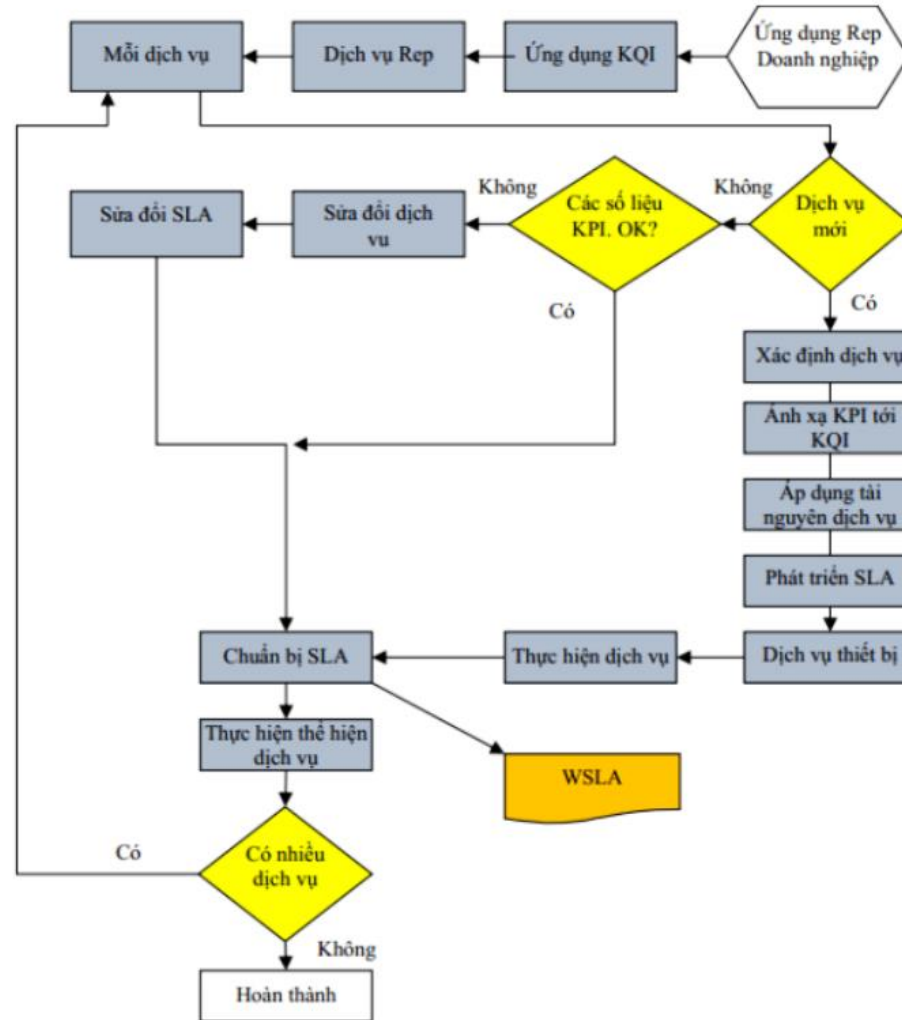 Mỗi dịch vụ
Dịch vụ Rep
Ứng dụng KQI
Ứng dụng Rep
Doanh nghiệp
Sửa đổi SLA
Sửa đổi dịch
vu
Không
Các số liệu
KPI. OK?
Không
Dịch vụ
mới
Có
Có
Xác định dịch vụ
Ánh xạ KPI tới
KQI
Áp dụng tài
nguyên dịch vụ
Phát triển SLA
Chuẩn bị SLA
Thực hiện dịch vụ
Dịch vụ thiết bị
Thực hiện thể hiện
dịch vụ
WSLA
Có
Có nhiều
dịch vụ
Không
Hoàn thành